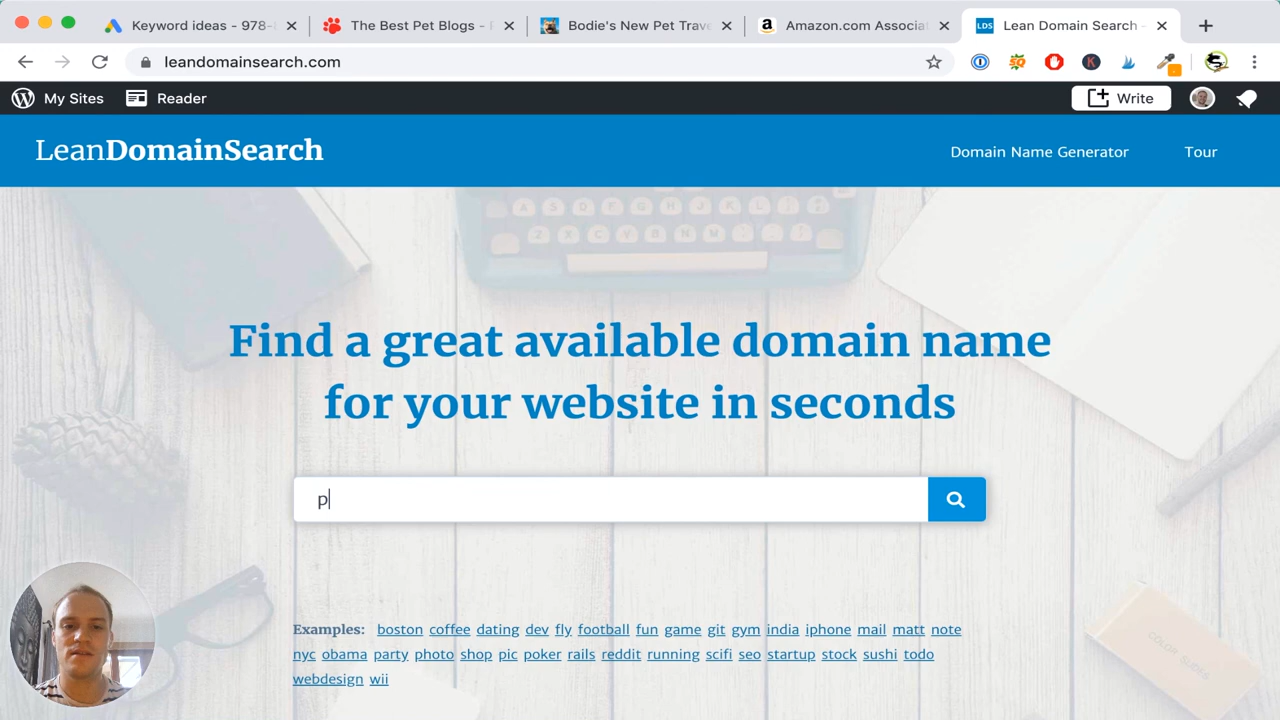 Keyword ideas - 978-
The Best Pet Blogs -
Bodie's New Pet Trave
Amazon.com Associat
Lean Domain Search -
leandomainsearch.com
My Sites
Reader
Write
LeanDomainSearch
Domain Name Generator
Tour
Find a great available domain name
for your website in seconds
p
Examples: boston coffee dating dev fly football fun game git gym india iphone mail matt note
nyc obama party photo shop pic poker rails reddit running scifi seo startup stock sushi todo
webdesign wii